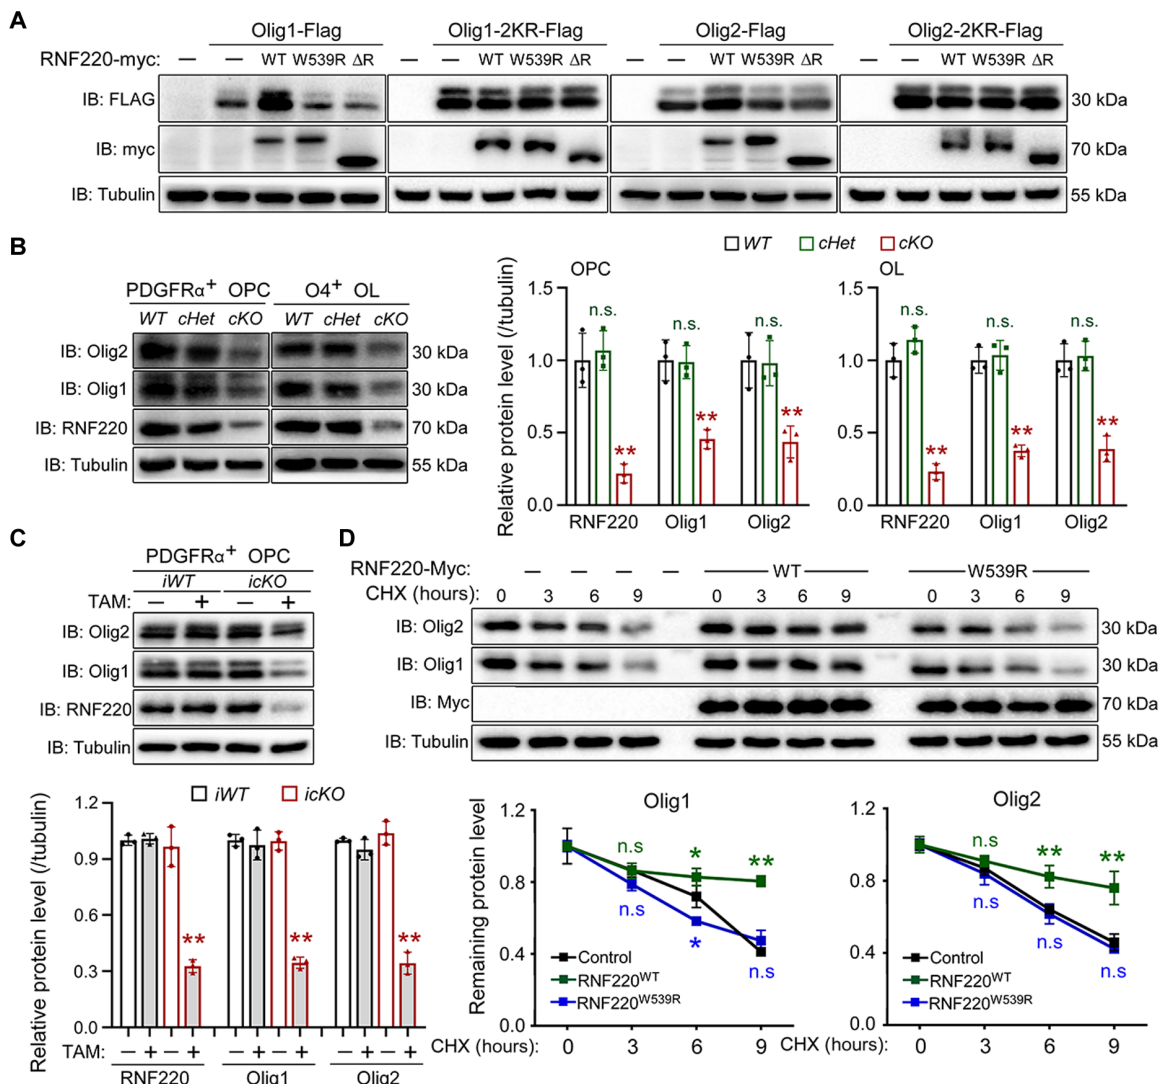 A
Olig1-Flag Olig1-2KR-Flag Olig2-Flag Olig2-2KR-Flag
RNF220-myc: — — WT W539R ΔR — — WT W539R ΔR — — WT W539R ΔR — — WT W539R ΔR
IB: FLAG 30 kDa
IB: myc 70 kDa
IB: Tubulin 55 kDa
B
PDGFRα+ OPC O4+ OL
WT cHet cKO WT cHet cKO
IB: Olig2 30 kDa
IB: Olig1 30 kDa
IB: RNF220 70 kDa
IB: Tubulin 55 kDa
WT cHet cKO
Relative protein level (/tubulin)
OPC
1.5
1.0
0.5
0.0
n.s. n.s. n.s.
** ** **
RNF220 Olig1 Olig2
OL
1.5
1.0
0.5
0.0
n.s. n.s. n.s.
** ** **
RNF220 Olig1 Olig2
C
PDGFRα+ OPC
iWT icKO
TAM: — + — +
IB: Olig2
IB: Olig1
IB: RNF220
IB: Tubulin
iWT icKO
Relative protein level (/tubulin)
1.2
0.9
0.6
0.3
0.0
** ** **
TAM: — + — + — + — + — + — +
RNF220 Olig1 Olig2
D
RNF220-Myc: — — — — WT W539R
CHX (hours): 0 3 6 9 0 3 6 9 0 3 6 9
IB: Olig2 30 kDa
IB: Olig1 30 kDa
IB: Myc 70 kDa
IB: Tubulin 55 kDa
Remaining protein level
Olig1
1.2
0.8
0.4
0.0
n.s * **
n.s * n.s
Control
RNF220WT
RNF220W539R
CHX (hours): 0 3 6 9
Olig2
1.2
0.8
0.4
0.0
n.s ** **
n.s n.s n.s
Control
RNF220WT
RNF220W539R
CHX (hours): 0 3 6 9